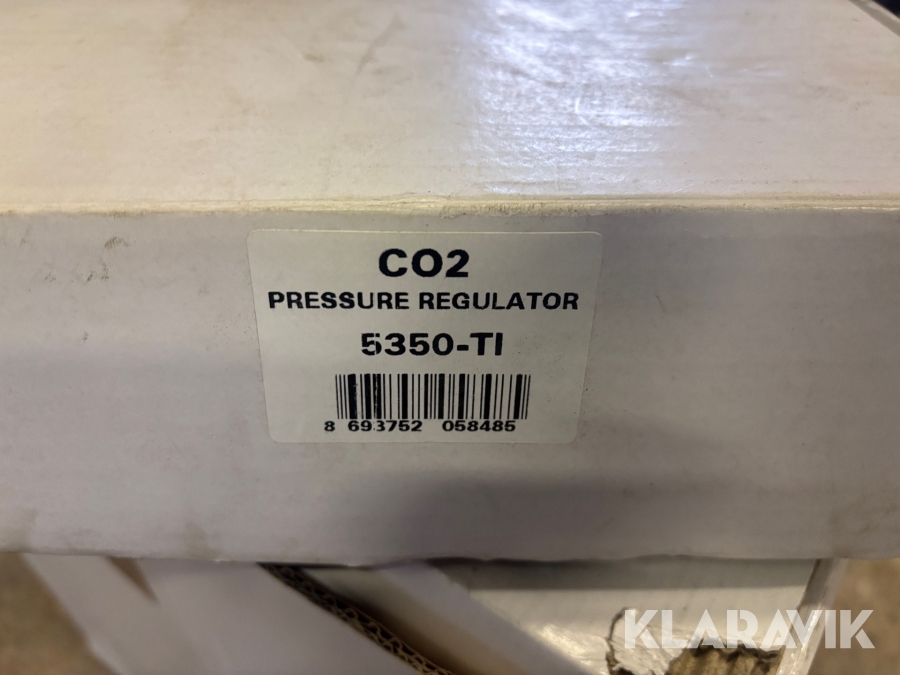 CO2
PRESSURE REGULATOR
5350-TI
8 693752 058485
KLARAVIK